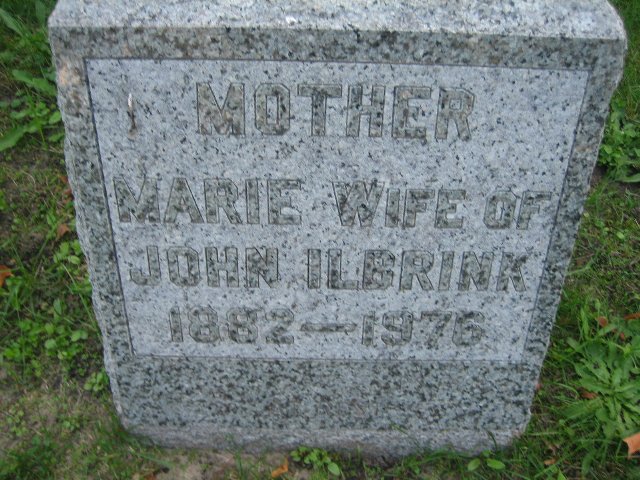 MOTHER
MARIE WIFE OF
JOHN ILBRINK
1882—1976